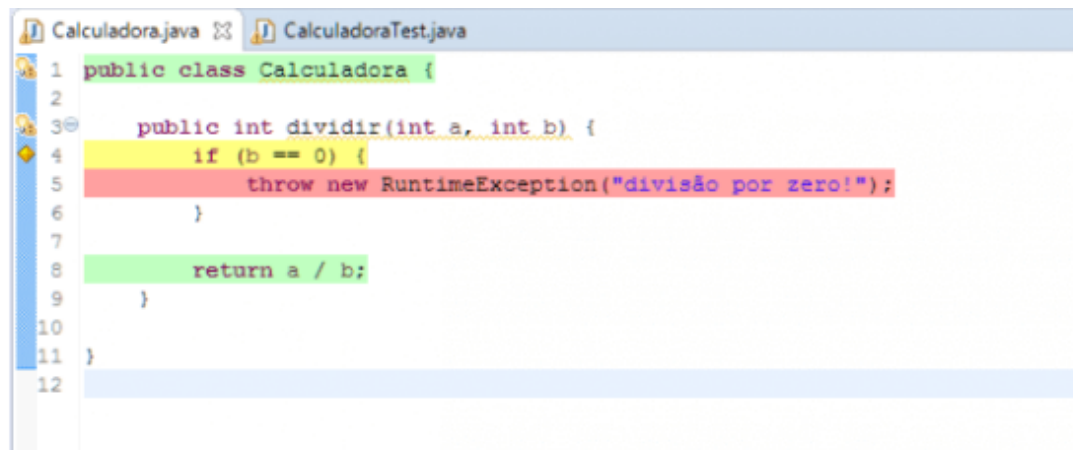 Calculadora.java CalculadoraTest.java
1 public class Calculadora {
2
3 public int dividir(int a, int b) {
4 if (b == 0) {
5 throw new RuntimeException("divisão por zero!");
6 }
7
8 return a / b;
9 }
10
11 }
12